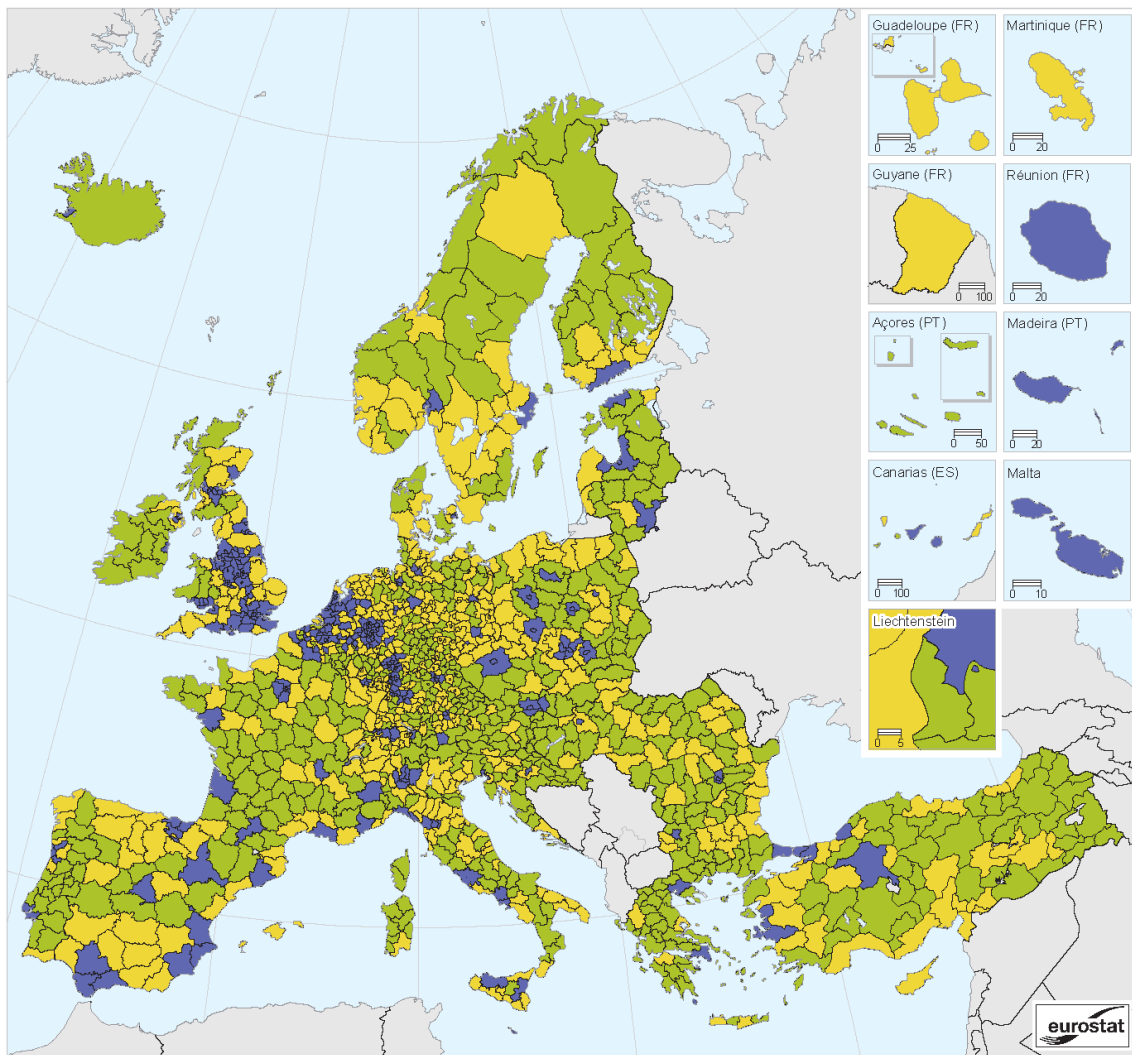 Guadeloupe (FR)
0 25
Martinique (FR)
0 20
Guyane (FR)
0 100
Réunion (FR)
0 20
Açores (PT)
0 50
Madeira (PT)
0 20
Canarias (ES)
0 100
Malta
0 10
Liechtenstein
0 5
eurostat